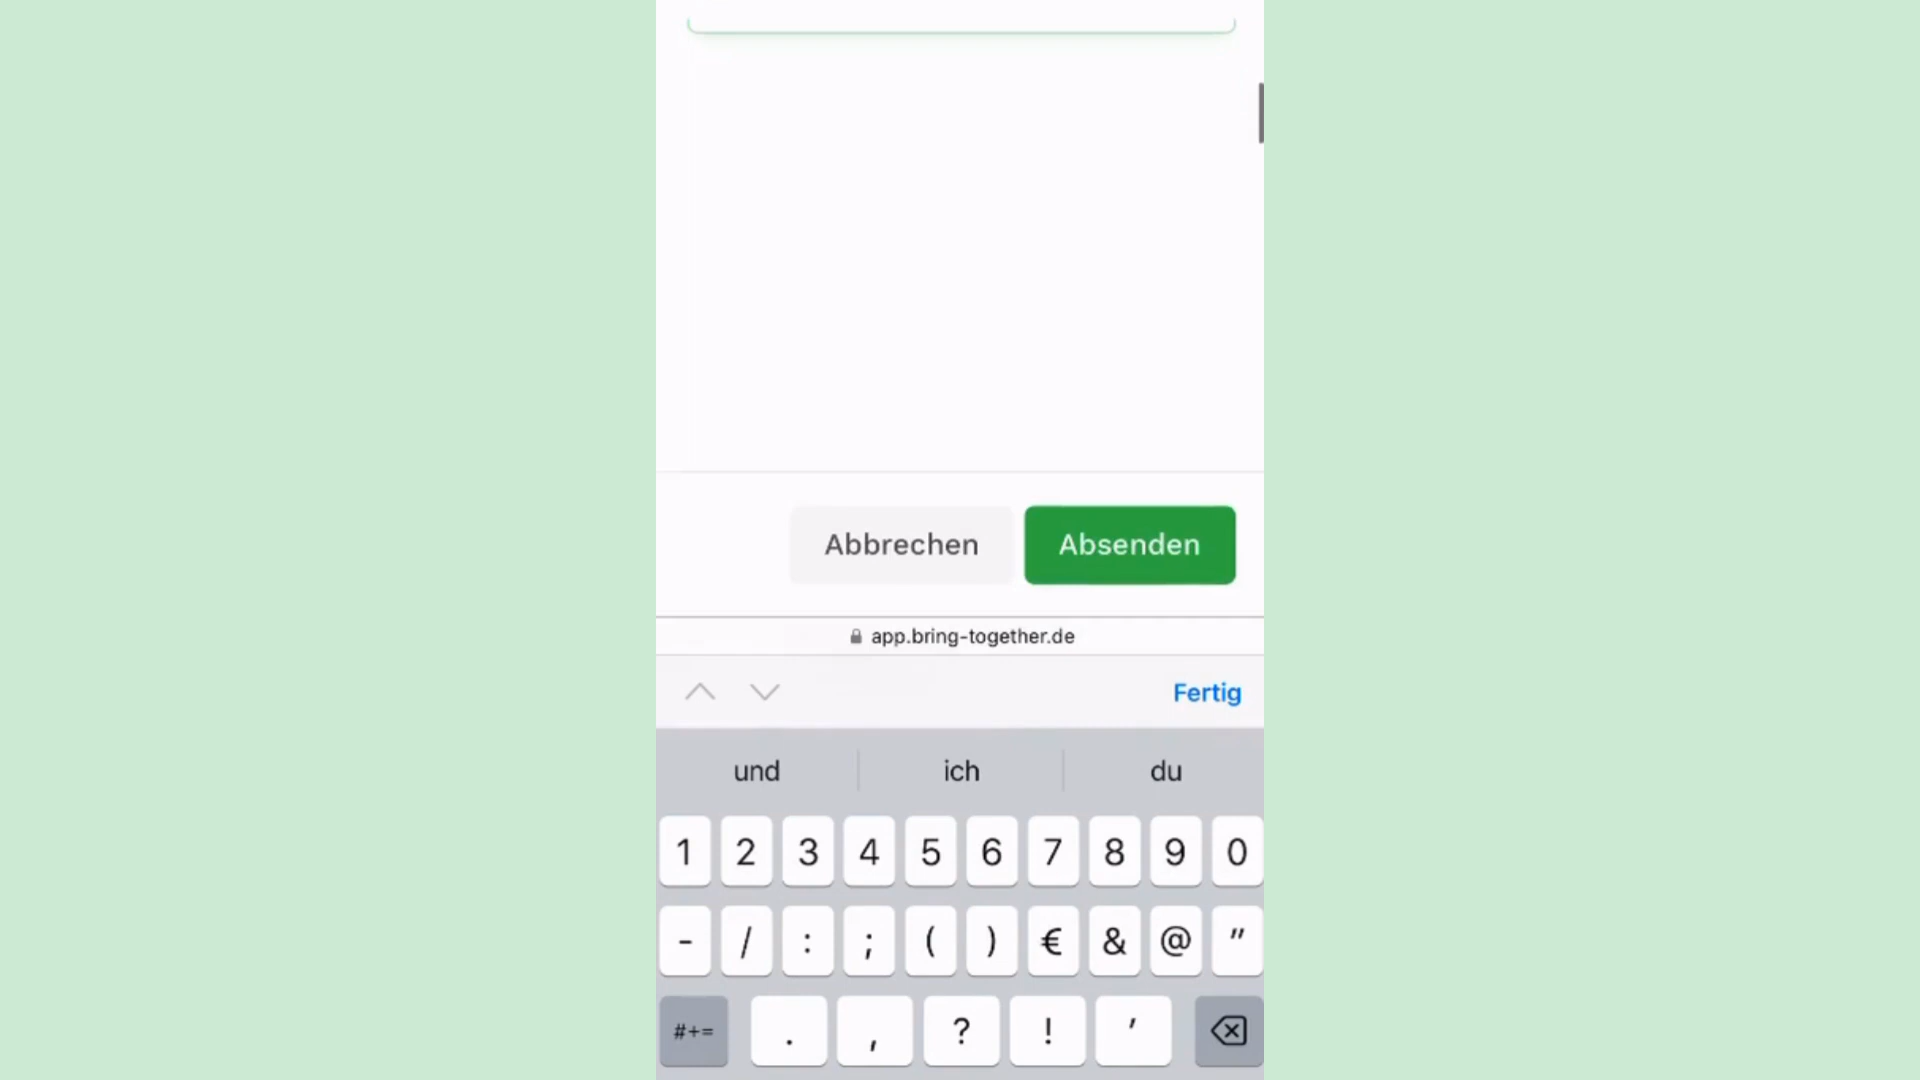 Abbrechen Absenden
app.bring-together.de
Fertig
und ich du
1 2 3 4 5 6 7 8 9 0
- / : ; ( ) € & @ "
#+= . , ? ! '